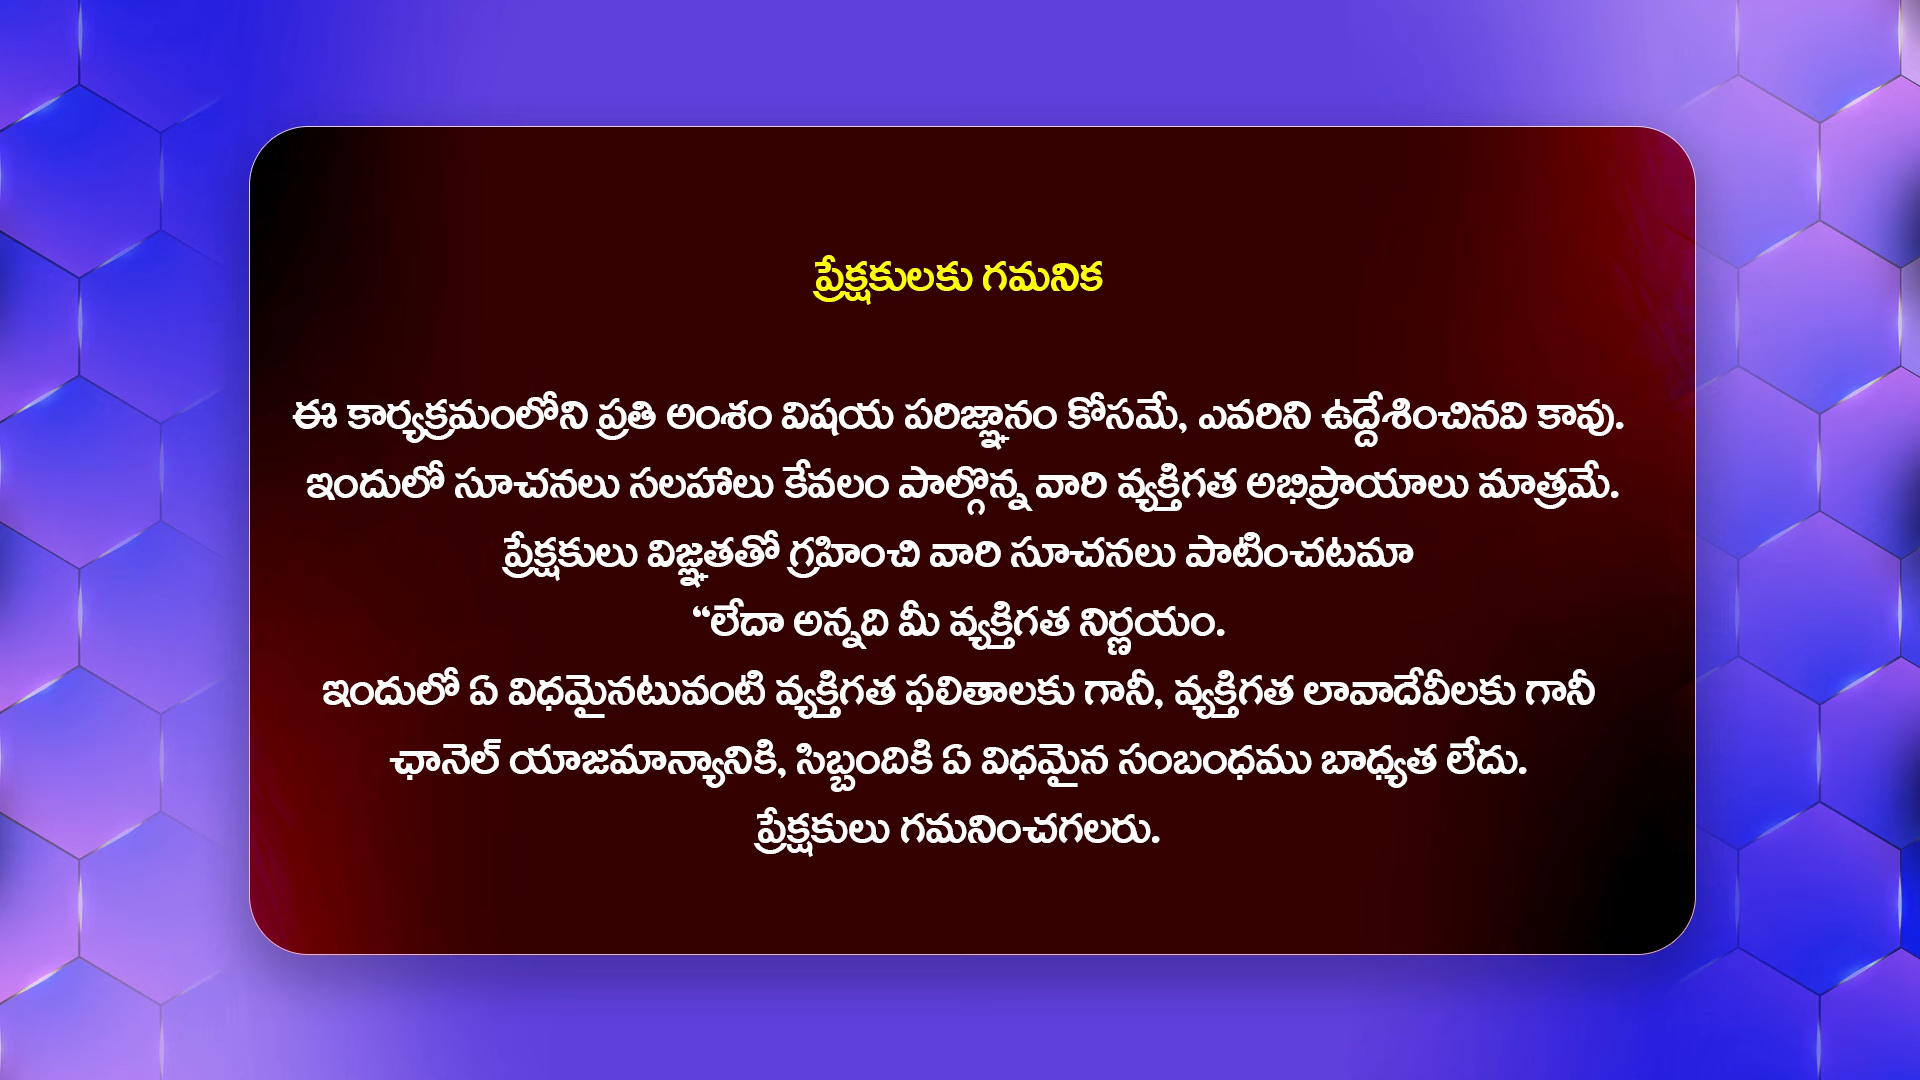 ప్రేక్షకులకు గమనిక
ఈ కార్యక్రమంలోని ప్రతి అంశం విషయ పరిజ్ఞానం కోసమే, ఎవరిని ఉద్దేశించినవి కావు.
ఇందులో సూచనలు సలహాలు కేవలం పాల్గొన్న వారి వ్యక్తిగత అభిప్రాయాలు మాత్రమే.
ప్రేక్షకులు విజ్ఞతతో గ్రహించి వారి సూచనలు పాటించటమా
“లేదా అన్నది మీ వ్యక్తిగత నిర్ణయం.
ఇందులో ఏ విధమైనటువంటి వ్యక్తిగత ఫలితాలకు గానీ, వ్యక్తిగత లావాదేవీలకు గానీ
ఛానెల్ యాజమాన్యానికి, సిబ్బందికి ఏ విధమైన సంబంధము బాధ్యత లేదు.
ప్రేక్షకులు గమనించగలరు.